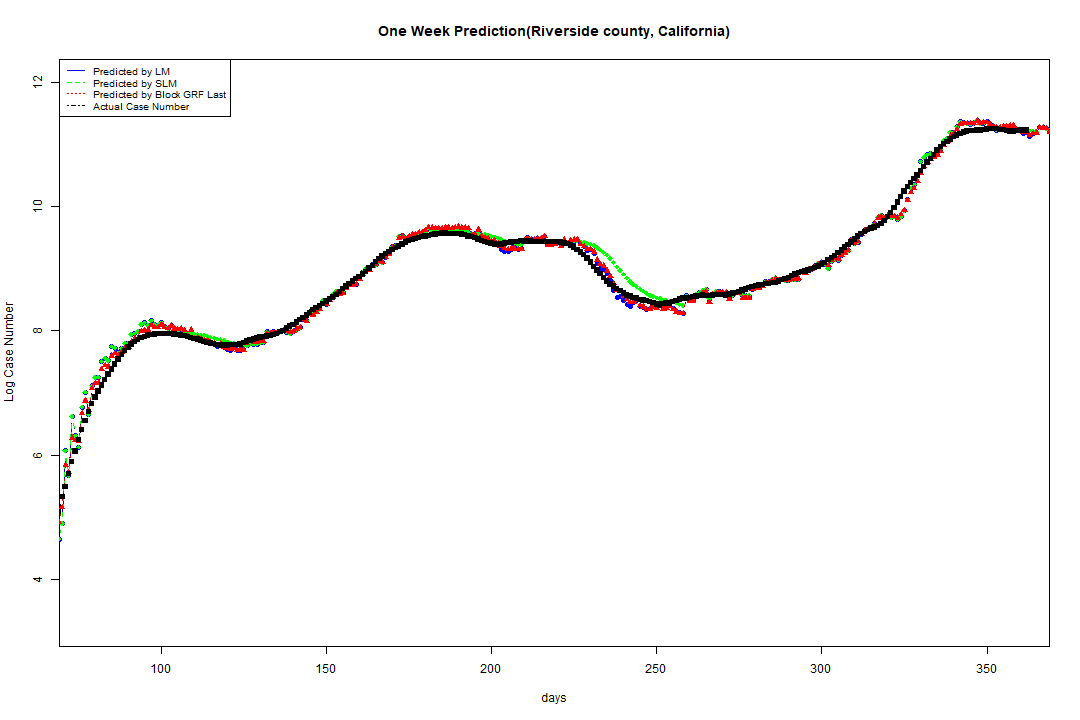 One Week Prediction(Riverside county, California)
Predicted by LM
Predicted by SLM
Predicted by Block GRF Last
Actual Case Number
12
10
8
6
4
Log Case Number
100 150 200 250 300 350
days